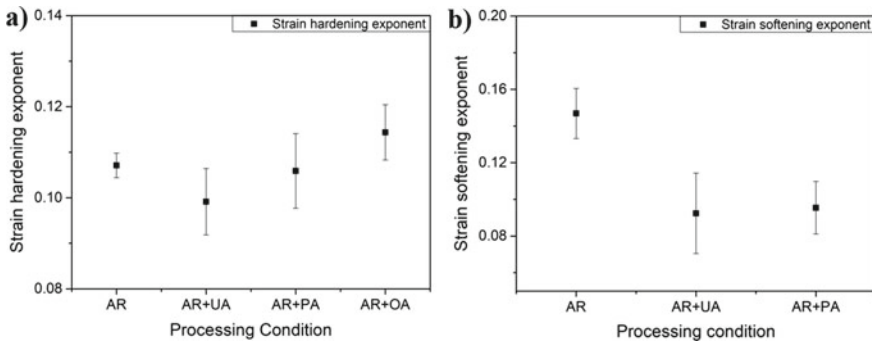 a)
Strain hardening exponent
0.14
0.12
0.10
0.08
Strain hardening exponent
AR
AR+UA
AR+PA
AR+OA
Processing Condition
b)
Strain softening exponent
0.20
0.16
0.12
0.08
Strain softening exponent
AR
AR+UA
AR+PA
Processing condition